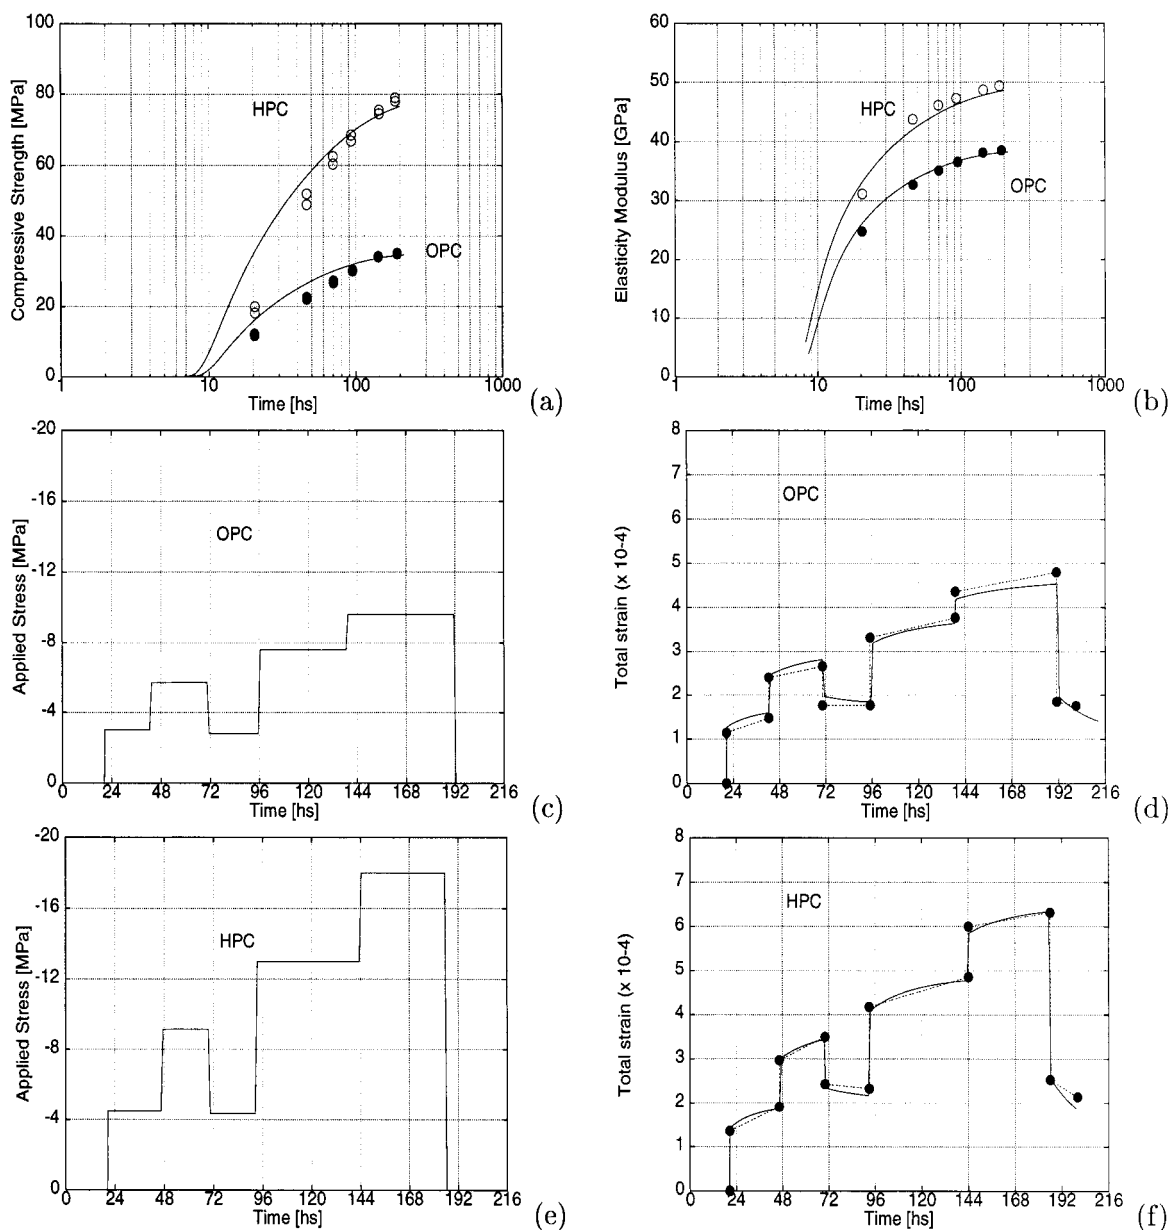 100
80
60
40
20
0
Compressive Strength [MPa]
HPC
OPC
1
10
100
1000
Time [hs]
(a)
60
50
40
30
20
10
0
Elasticity Modulus [GPa]
HPC
OPC
1
10
100
1000
Time [hs]
(b)
-20
-16
-12
-8
-4
0
Applied Stress [MPa]
OPC
0 24 48 72 96 120 144 168 192 216
Time [hs]
(c)
8
7
6
5
4
3
2
1
0
Total strain (x 10-4)
OPC
0 24 48 72 96 120 144 168 192 216
Time [hs]
(d)
-20
-16
-12
-8
-4
0
Applied Stress [MPa]
HPC
0 24 48 72 96 120 144 168 192 216
Time [hs]
(e)
8
7
6
5
4
3
2
1
0
Total strain (x 10-4)
HPC
0 24 48 72 96 120 144 168 192 216
Time [hs]
(f)